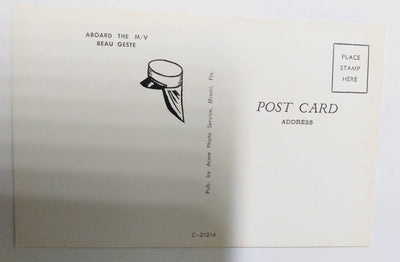 ABOARD THE M/V
BEAU GESTE
Pub. by Acme Photo Service, Miami, Fla.
C-21214
PLACE
STAMP
HERE
POST CARD
ADDRESS